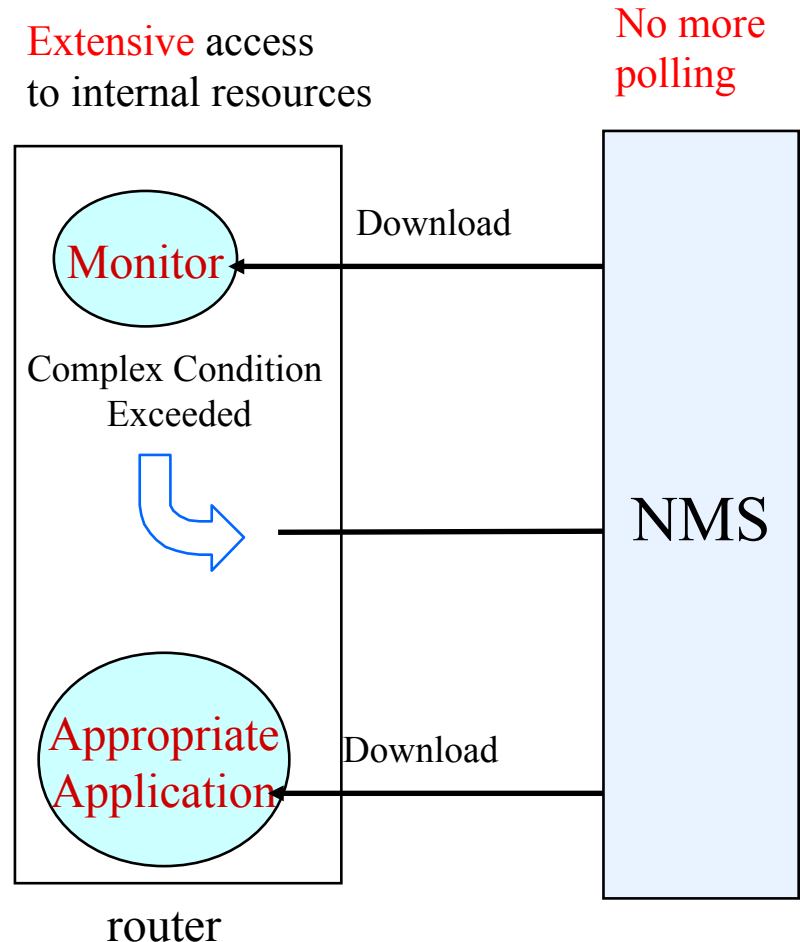 Extensive access
to internal resources
No more
polling
Monitor
Download
Complex Condition
Exceeded
NMS
Appropriate
Application
Download
router